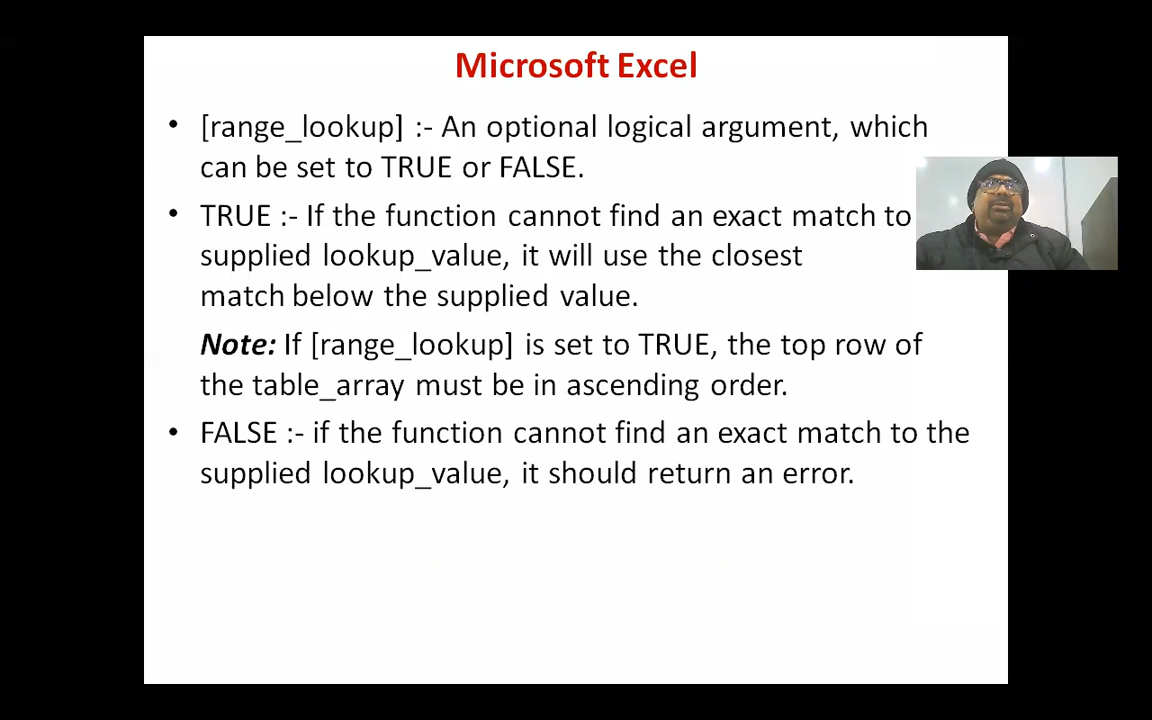 Microsoft Excel
• [range_lookup] :- An optional logical argument, which
can be set to TRUE or FALSE.
• TRUE :- If the function cannot find an exact match to
supplied lookup_value, it will use the closest
match below the supplied value.
Note: If [range_lookup] is set to TRUE, the top row of
the table_array must be in ascending order.
• FALSE :- if the function cannot find an exact match to the
supplied lookup_value, it should return an error.